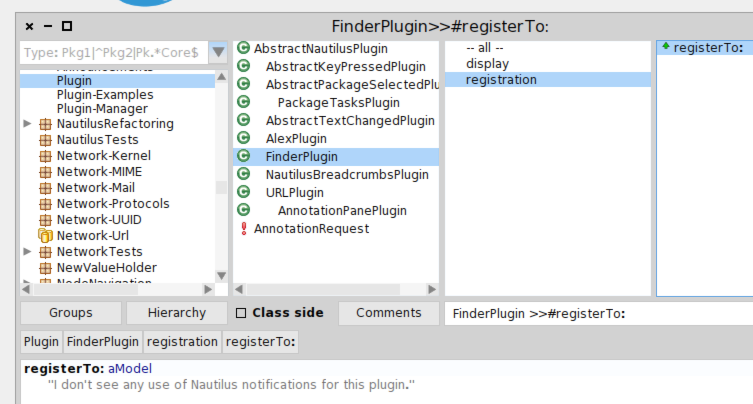 FinderPlugin>>#registerTo:
Type: Pkg1|^Pkg2|Pk.*Core$
Plugin
Plugin-Examples
Plugin-Manager
NautilusRefactoring
NautilusTests
Network-Kernel
Network-MIME
Network-Mail
Network-Protocols
Network-UUID
Network-Url
NetworkTests
NewValueHolder
NodeNavigation
AbstractNautilusPlugin
AbstractKeyPressedPlugin
AbstractPackageSelectedPlu
PackageTasksPlugin
AbstractTextChangedPlugin
AlexPlugin
FinderPlugin
NautilusBreadcrumbsPlugin
URLPlugin
AnnotationPanePlugin
AnnotationRequest
-- all --
display
registration
registerTo:
Groups
Hierarchy
Class side
Comments
FinderPlugin >>#registerTo:
Plugin
FinderPlugin
registration
registerTo:
registerTo: aModel
"I don't see any use of Nautilus notifications for this plugin."